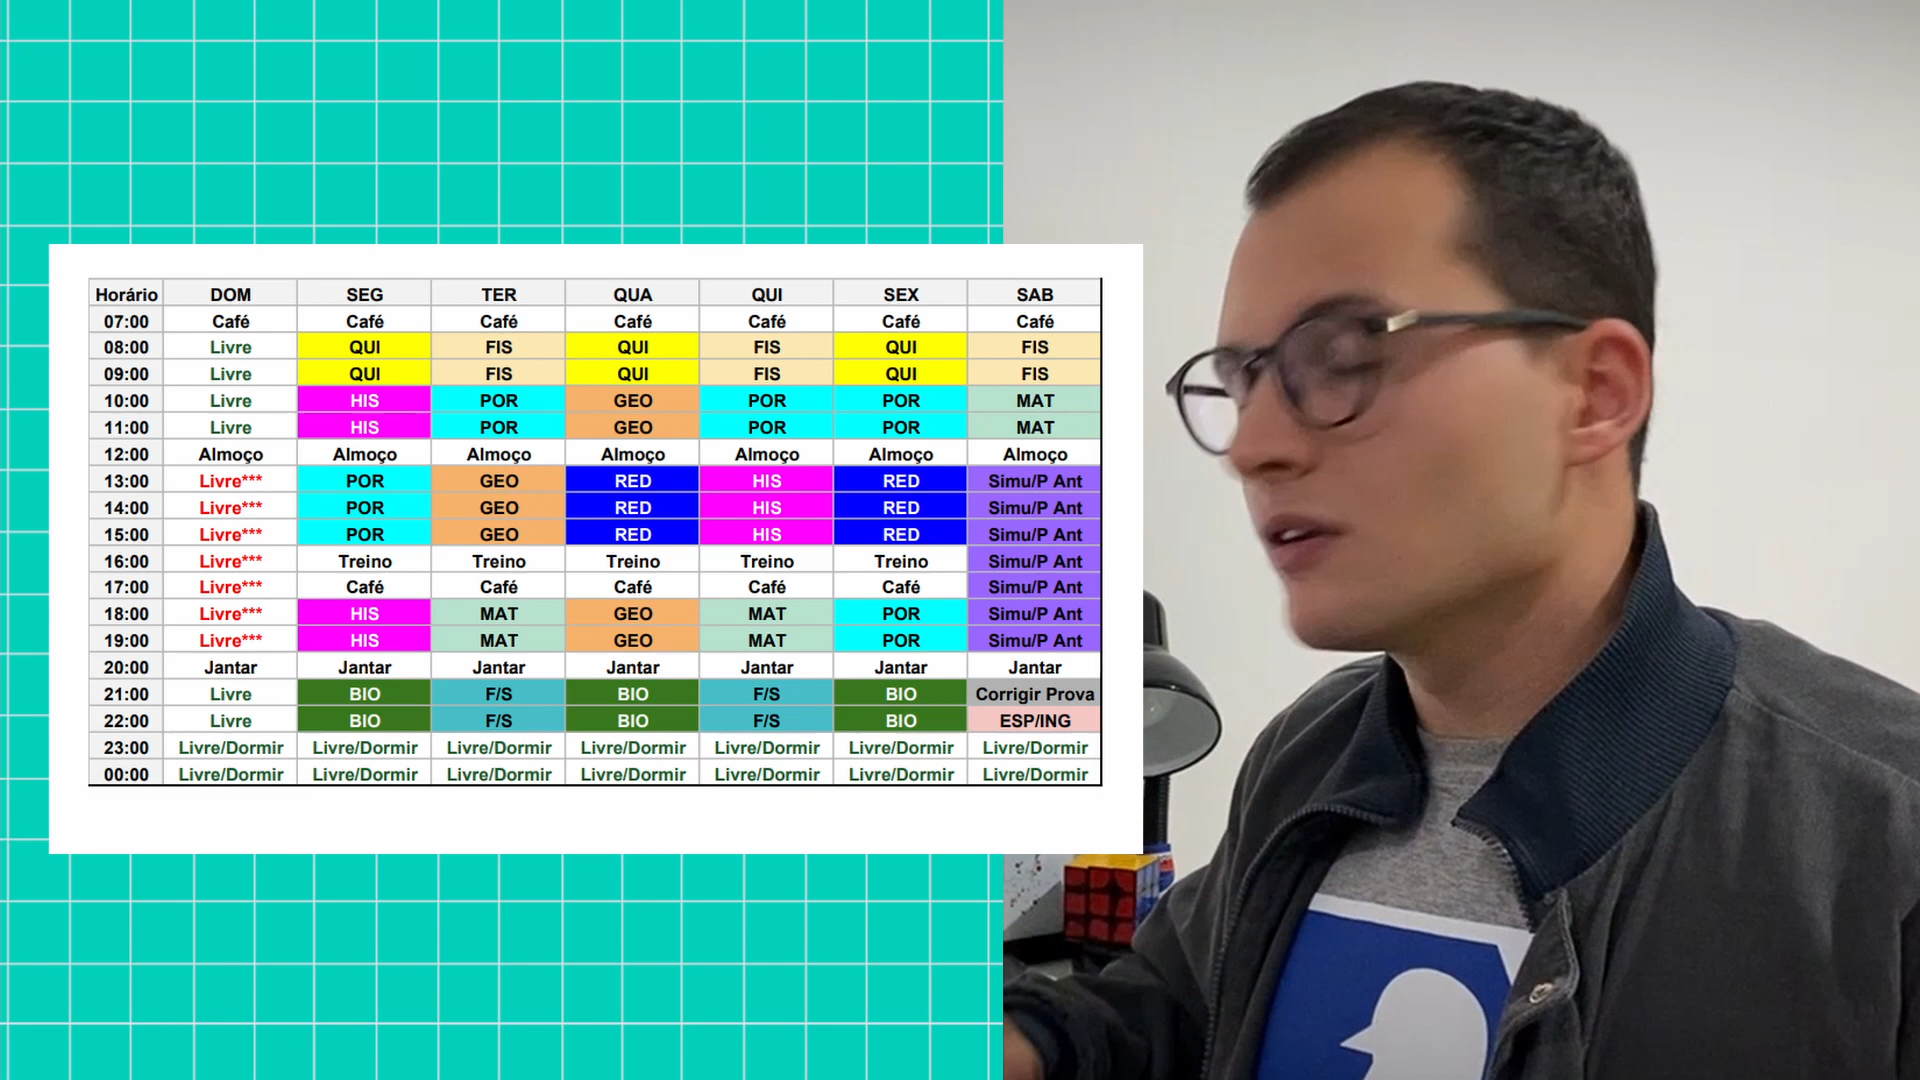 Horário DOM SEG TER QUA QUI SEX SAB
07:00 Café Café Café Café Café Café Café
08:00 Livre QUI FIS QUI FIS QUI FIS
09:00 Livre QUI FIS QUI FIS QUI FIS
10:00 Livre HIS POR GEO POR POR MAT
11:00 Livre HIS POR GEO POR POR MAT
12:00 Almoço Almoço Almoço Almoço Almoço Almoço Almoço
13:00 Livre*** POR GEO RED HIS RED Simu/P Ant
14:00 Livre*** POR GEO RED HIS RED Simu/P Ant
15:00 Livre*** POR GEO RED HIS RED Simu/P Ant
16:00 Livre*** Treino Treino Treino Treino Treino Simu/P Ant
17:00 Livre*** Café Café Café Café Café Simu/P Ant
18:00 Livre*** HIS MAT GEO MAT POR Simu/P Ant
19:00 Livre*** HIS MAT GEO MAT POR Simu/P Ant
20:00 Jantar Jantar Jantar Jantar Jantar Jantar Jantar
21:00 Livre BIO F/S BIO F/S BIO Corrigir Prova
22:00 Livre BIO F/S BIO F/S BIO ESP/ING
23:00 Livre/Dormir Livre/Dormir Livre/Dormir Livre/Dormir Livre/Dormir Livre/Dormir Livre/Dormir
00:00 Livre/Dormir Livre/Dormir Livre/Dormir Livre/Dormir Livre/Dormir Livre/Dormir Livre/Dormir